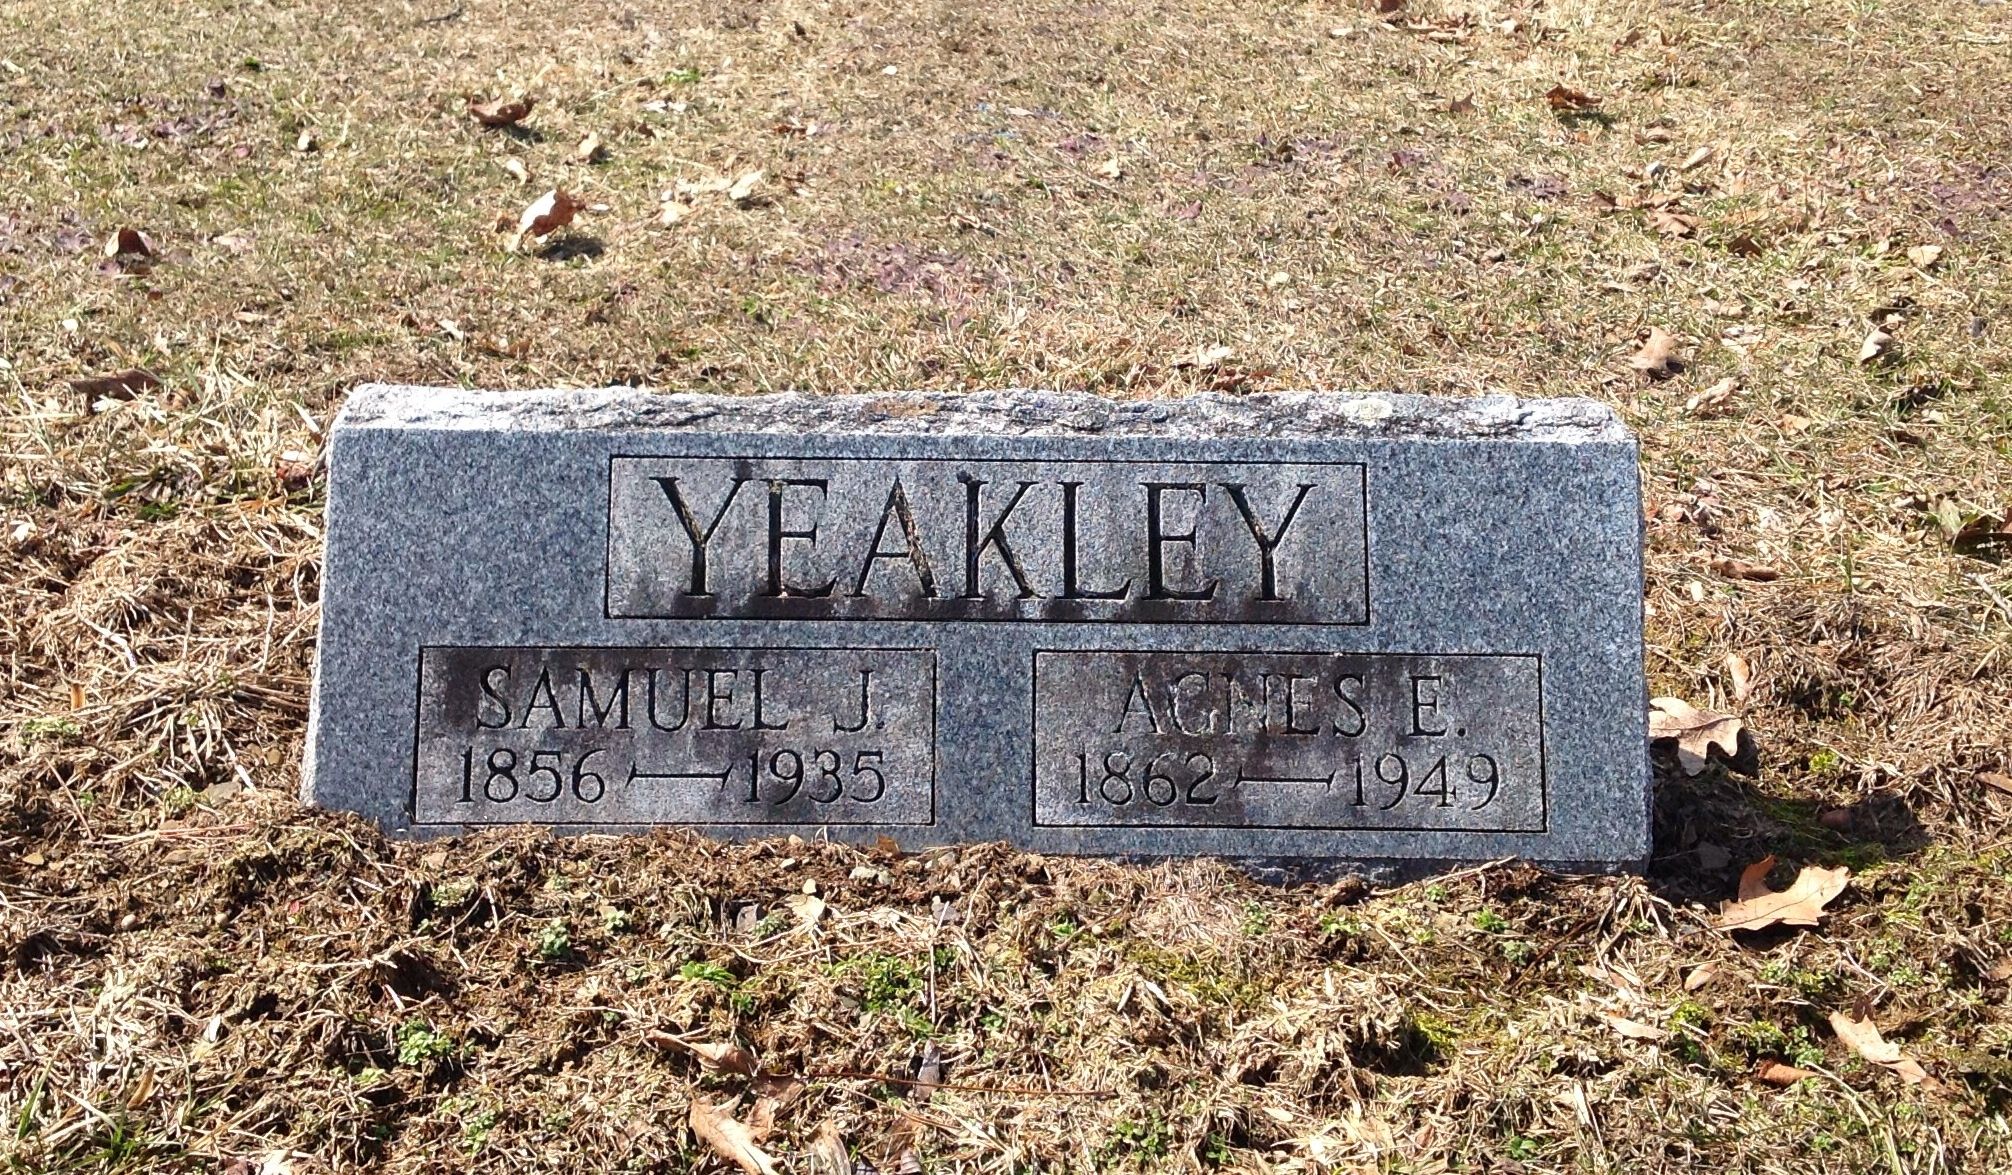 YEAKLEY
SAMUEL J.
1856 — 1935
AGNES E.
1862 — 1949